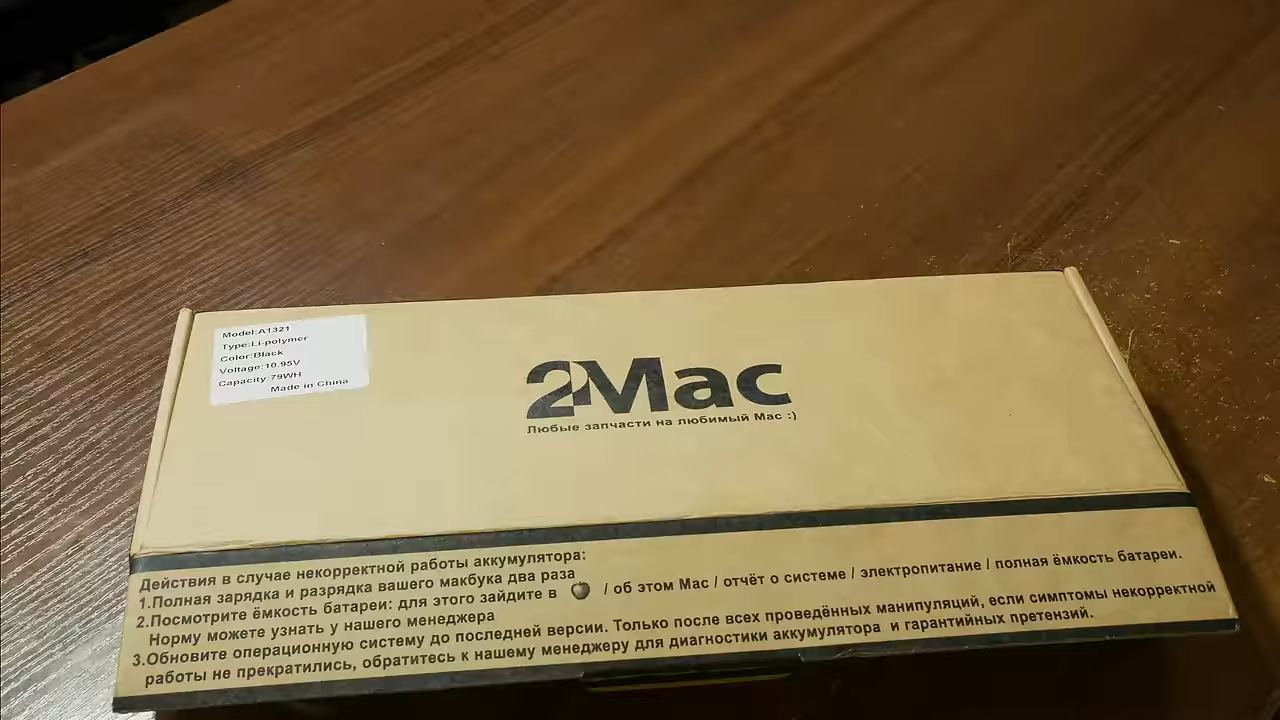 Model:A1321
Type:Li-polymer
Color:Black
Voltage:10.95V
Capacity:79WH
Made in China
2Mac
Любые запчасти на любимый Mac :)
Действия в случае некорректной работы аккумулятора:
1.Полная зарядка и разрядка вашего макбука два раза
2.Посмотрите ёмкость батареи: для этого зайдите в / об этом Mac / отчёт о системе / электропитание / полная ёмкость батареи.
Норму можете узнать у нашего менеджера
3.Обновите операционную систему до последней версии. Только после всех проведённых манипуляций, если симптомы некорректной
работы не прекратились, обратитесь к нашему менеджеру для диагностики аккумулятора и гарантийных претензий.